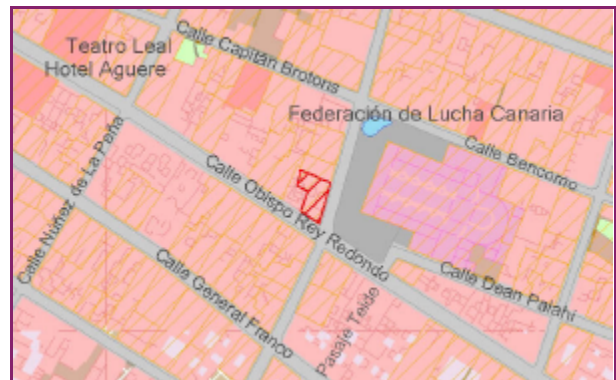 Teatro Leal
Hotel Aguere
Calle Capitán Brotons
Federación de Lucha Canaria
Calle Bencomo
Calle Núñez de La Peña
Calle Obispo Rey Redondo
Calle Dean Palahi
Calle General Franco
Pasaje Teide